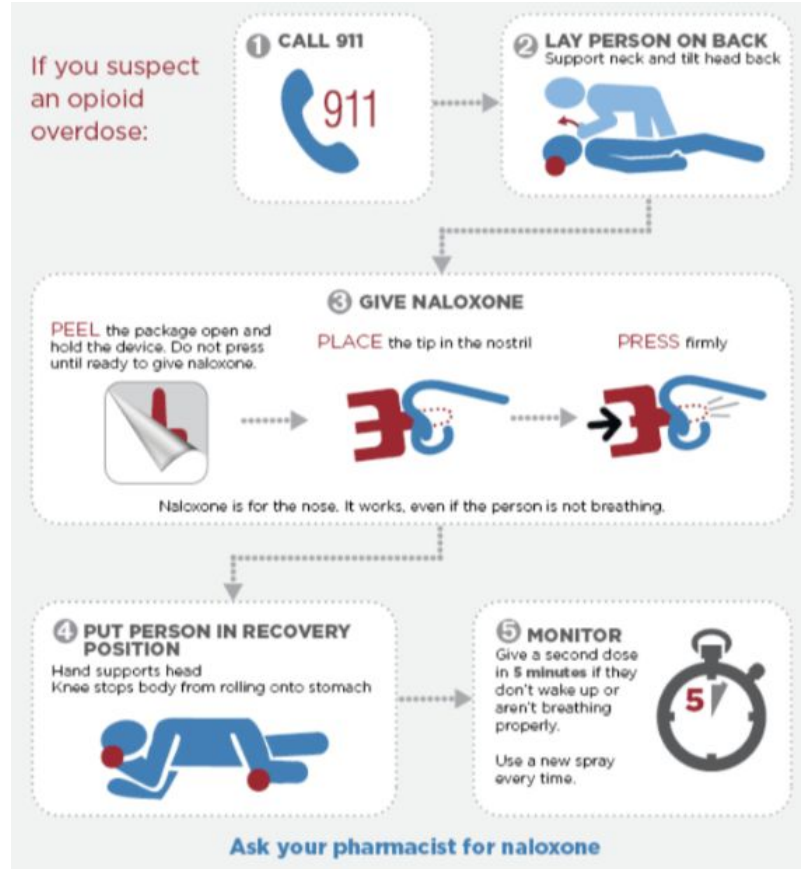 If you suspect
an opioid
overdose:
1 CALL 911
911
2 LAY PERSON ON BACK
Support neck and tilt head back
3 GIVE NALOXONE
PEEL the package open and
hold the device. Do not press
until ready to give naloxone.
PLACE the tip in the nostril
PRESS firmly
Naloxone is for the nose. It works, even if the person is not breathing.
4 PUT PERSON IN RECOVERY
POSITION
Hand supports head
Knee stops body from rolling onto stomach
5 MONITOR
Give a second dose
in 5 minutes if they
don't wake up or
aren't breathing
properly.
Use a new spray
every time.
5
Ask your pharmacist for naloxone